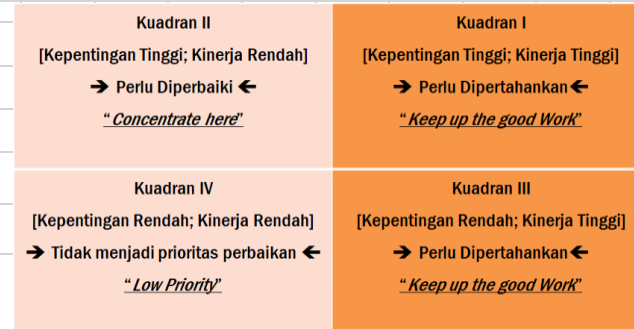 Kuadran II
[Kepentingan Tinggi; Kinerja Rendah]
➔ Perlu Diperbaiki 🡰
“Concentrate here”
Kuadran I
[Kepentingan Tinggi; Kinerja Tinggi]
➔ Perlu Dipertahankan🡰
“Keep up the good Work”
Kuadran IV
[Kepentingan Rendah; Kinerja Rendah]
➔ Tidak menjadi prioritas perbaikan 🡰
“Low Priority”
Kuadran III
[Kepentingan Rendah; Kinerja Tinggi]
➔ Perlu Dipertahankan🡰
“Keep up the good Work”